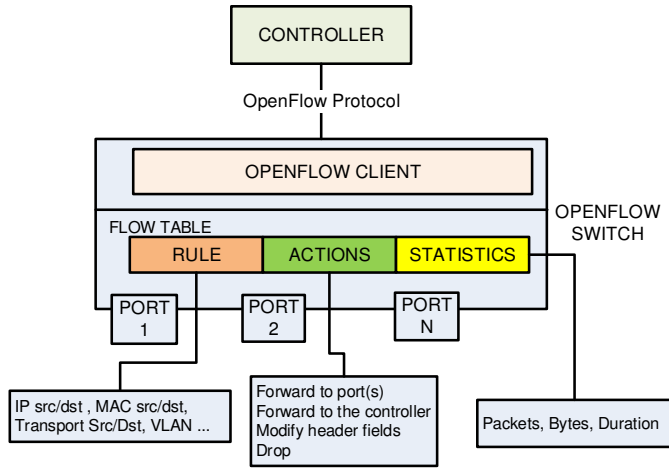 CONTROLLER
OpenFlow Protocol
OPENFLOW CLIENT
OPENFLOW
SWITCH
FLOW TABLE
RULE
ACTIONS
STATISTICS
PORT
1
PORT
2
PORT
N
IP src/dst , MAC src/dst,
Transport Src/Dst, VLAN ...
Forward to port(s)
Forward to the controller
Modify header fields
Drop
Packets, Bytes, Duration